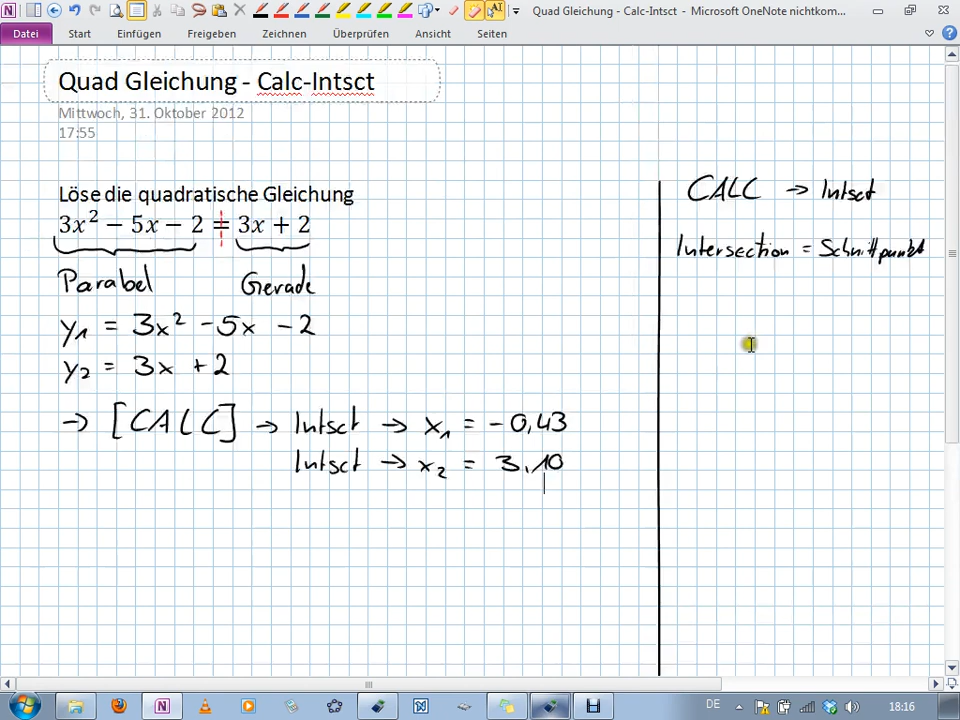 Quad Gleichung - Calc-Intsct - Microsoft OneNote nichtkom...
Datei Start Einfügen Freigeben Zeichnen Überprüfen Ansicht Seiten
Quad Gleichung - Calc-Intsct
Mittwoch, 31. Oktober 2012
17:55
Löse die quadratische Gleichung
3x² − 5x − 2 = 3x + 2
Parabel Gerade
y₁ = 3x² - 5x - 2
y₂ = 3x + 2
→ [CALC] → Intsct → x₁ = - 0,43
Intsct → x₂ = 3,10
CALC → Intsct
Intersection = Schnittpunkt
DE 18:16